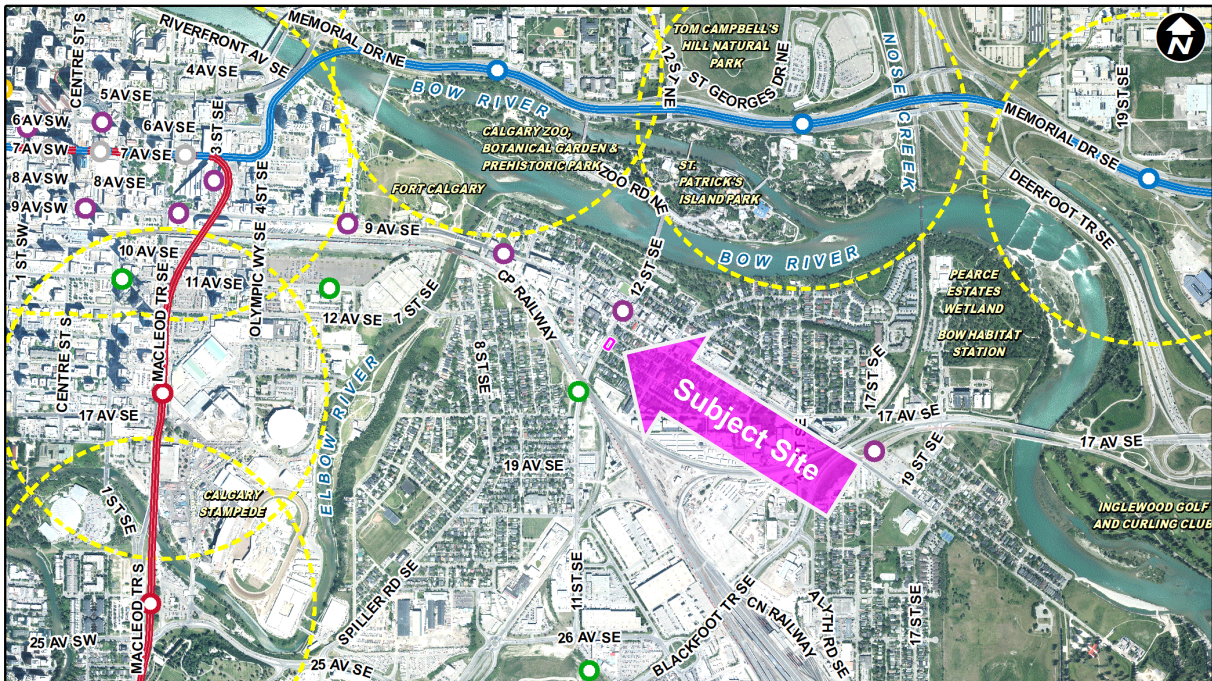 RIVERFRONT AV SE
MEMORIAL DR NE
CENTRE ST S
4 AV SE
5 AV SE
6 AV SW
6 AV SE
3 ST SE
7 AV SW
7 AV SE
8 AV SW
8 AV SE
9 AV SW
4 ST SE
1 ST SW
BOW RIVER
TOM CAMPBELL'S
HILL NATURAL
PARK
12 ST NE
ST GEORGES DR NE
NOSE CREEK
19 ST SE
N
MEMORIAL DR SE
DEERFOOT TR SE
CALGARY ZOO,
BOTANICAL GARDEN &
PREHISTORIC PARK
ZOO RD NE
ST.
PATRICK'S
ISLAND PARK
FORT CALGARY
9 AV SE
10 AV SE
11 AV SE
12 AV SE
OLYMPIC WY SE
MACLEOD TR SE
CENTRE ST S
7 ST SE
CP RAILWAY
12 ST SE
BOW RIVER
PEARCE
ESTATES
WETLAND
BOW HABITAT
STATION
8 ST SE
ELBOW RIVER
17 AV SE
Subject Site
17 ST SE
17 AV SE
17 AV SE
19 ST SE
19 AV SE
1 ST SE
CALGARY
STAMPEDE
INGLEWOOD GOLF
AND CURLING CLUB
MACLEOD TR S
25 AV SW
25 AV SE
SPILLER RD SE
11 ST SE
26 AV SE
BLACKFOOT TR SE
CN RAILWAY
ALYTH RD SE
17 ST SE